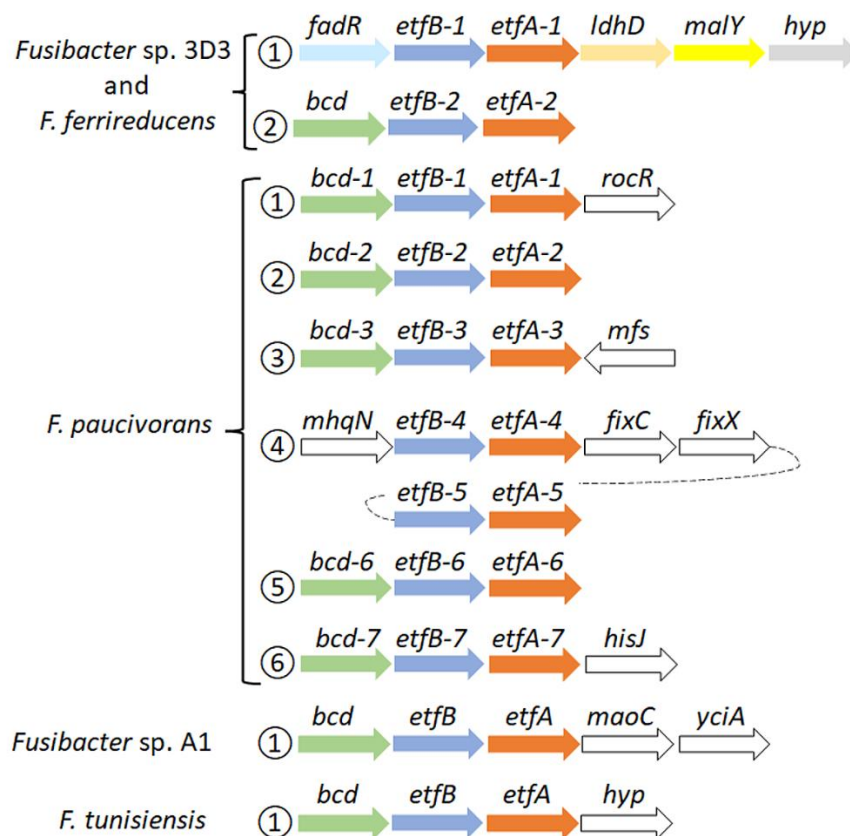 fadR etfB-1 etfA-1 ldhD malY hyp
Fusibacter sp. 3D3 ①
and
F. ferrireducens
bcd etfB-2 etfA-2
②
bcd-1 etfB-1 etfA-1 rocR
①
bcd-2 etfB-2 etfA-2
②
bcd-3 etfB-3 etfA-3 mfs
③
F. paucivorans
mhqN etfB-4 etfA-4 fixC fixX
④
etfB-5 etfA-5
bcd-6 etfB-6 etfA-6
⑤
bcd-7 etfB-7 etfA-7 hisJ
⑥
bcd etfB etfA maoC yciA
Fusibacter sp. A1 ①
bcd etfB etfA hyp
F. tunisiensis ①